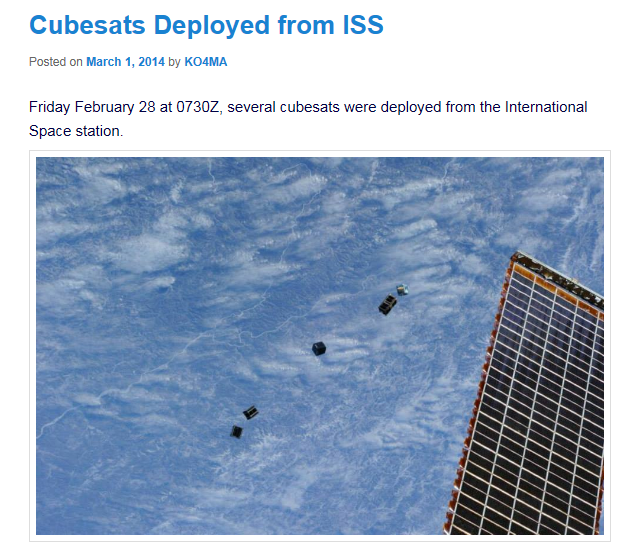 Cubesats Deployed from ISS
Posted on March 1, 2014 by KO4MA
Friday February 28 at 0730Z, several cubesats were deployed from the International
Space station.